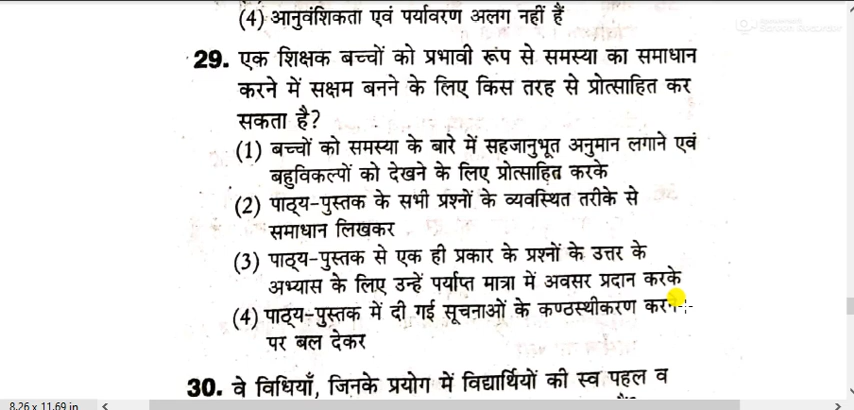 (4) आनुवंशिकता एवं पर्यावरण अलग नहीं हैं
29. एक शिक्षक बच्चों को प्रभावी रूप से समस्या का समाधान
करने में सक्षम बनने के लिए किस तरह से प्रोत्साहित कर
सकता है?
(1) बच्चों को समस्या के बारे में सहजानुभूत अनुमान लगाने एवं
बहुविकल्पों को देखने के लिए प्रोत्साहित करके
(2) पाठ्य-पुस्तक के सभी प्रश्नों के व्यवस्थित तरीके से
समाधान लिखकर
(3) पाठ्य-पुस्तक से एक ही प्रकार के प्रश्नों के उत्तर के
अभ्यास के लिए उन्हें पर्याप्त मात्रा में अवसर प्रदान करके
(4) पाठ्य-पुस्तक में दी गई सूचनाओं के कण्ठस्थीकरण करने
पर बल देकर
30. वे विधियाँ, जिनके प्रयोग में विद्यार्थियों की स्व पहल व
8.26 x 11.69 in